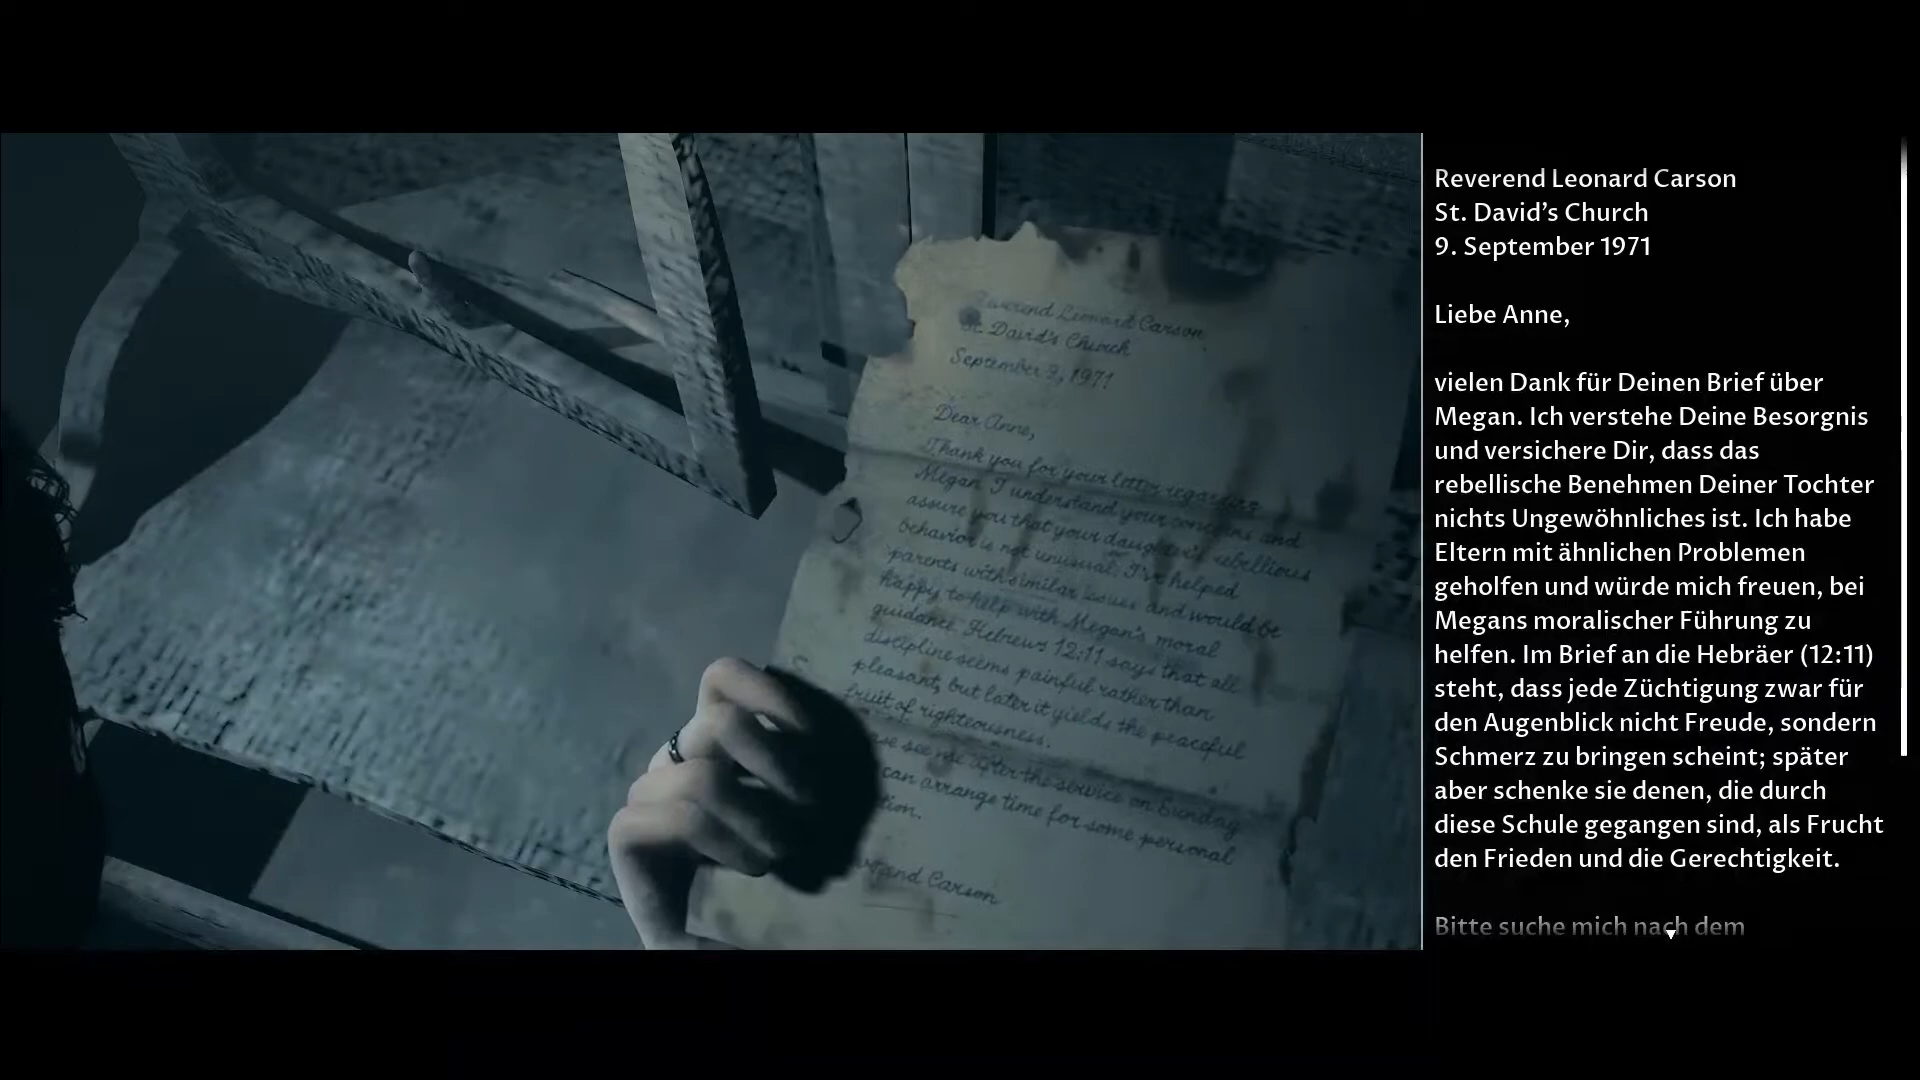 Reverend Leonard Carson
St. David's Church
September 9, 1971
Dear Anne,
Thank you for your letter regarding
Megan. I understand your concerns and
assure you that your daughter's rebellious
behavior is not unusual. I've helped
parents with similar issues and would be
happy to help with Megan's moral
guidance. Hebrews 12:11 says that all
discipline seems painful rather than
pleasant, but later it yields the peaceful
fruit of righteousness.
see me after the service on Sunday
can arrange time for some personal
Carson
Reverend Leonard Carson
St. David’s Church
9. September 1971
Liebe Anne,
vielen Dank für Deinen Brief über
Megan. Ich verstehe Deine Besorgnis
und versichere Dir, dass das
rebellische Benehmen Deiner Tochter
nichts Ungewöhnliches ist. Ich habe
Eltern mit ähnlichen Problemen
geholfen und würde mich freuen, bei
Megans moralischer Führung zu
helfen. Im Brief an die Hebräer (12:11)
steht, dass jede Züchtigung zwar für
den Augenblick nicht Freude, sondern
Schmerz zu bringen scheint; später
aber schenke sie denen, die durch
diese Schule gegangen sind, als Frucht
den Frieden und die Gerechtigkeit.
Bitte suche mich nach dem